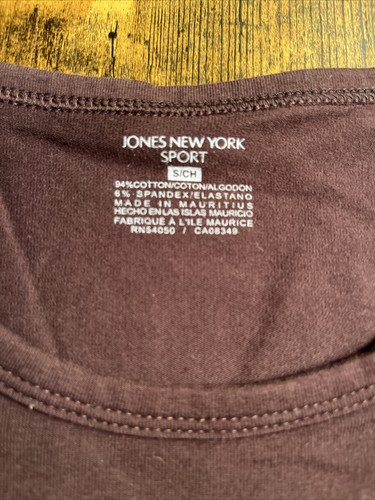 JONES NEW YORK
SPORT
S/CH
94%COTTON/COTON/ALGODON
6% SPANDEX/ELASTANO
MADE IN MAURITIUS
HECHO EN LAS ISLAS MAURICIO
FABRIQUÉ À L'ILE MAURICE
RN54050 / CA08349